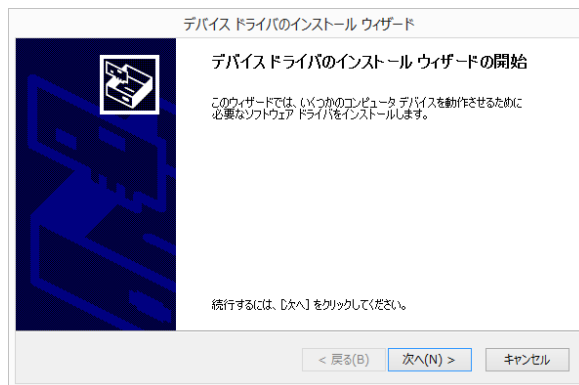 デバイス ドライバのインストール ウィザード
デバイス ドライバのインストール ウィザードの開始
このウィザードでは、いくつかのコンピュータ デバイスを動作させるために
必要なソフトウェア ドライバをインストールします。
続行するには、[次へ] をクリックしてください。
< 戻る(B)
次へ(N) >
キャンセル